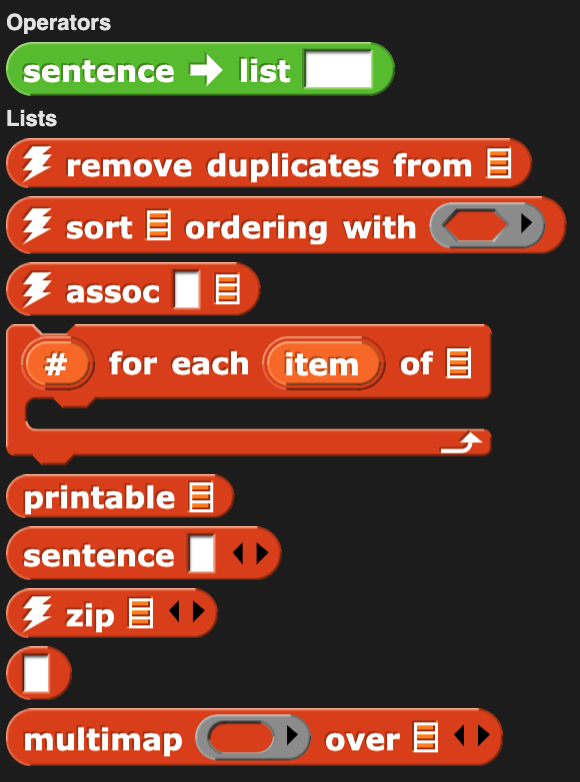 Operators
sentence → list
Lists
remove duplicates from
sort ordering with
assoc
# for each item of
printable
sentence
zip
multimap over